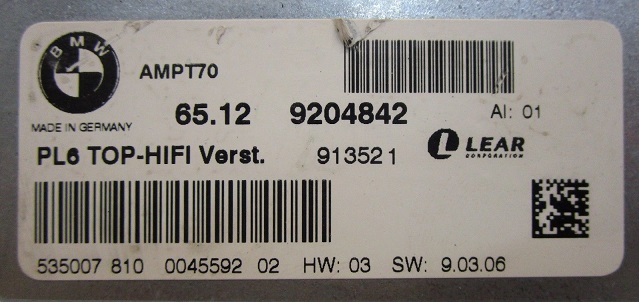 BMW
AMPT70
65.12 9204842 AI: 01
MADE IN GERMANY
PL6 TOP-HIFI Verst. 913521 LEAR
CORPORATION
535007 810 0045592 02 HW: 03 SW: 9.03.06